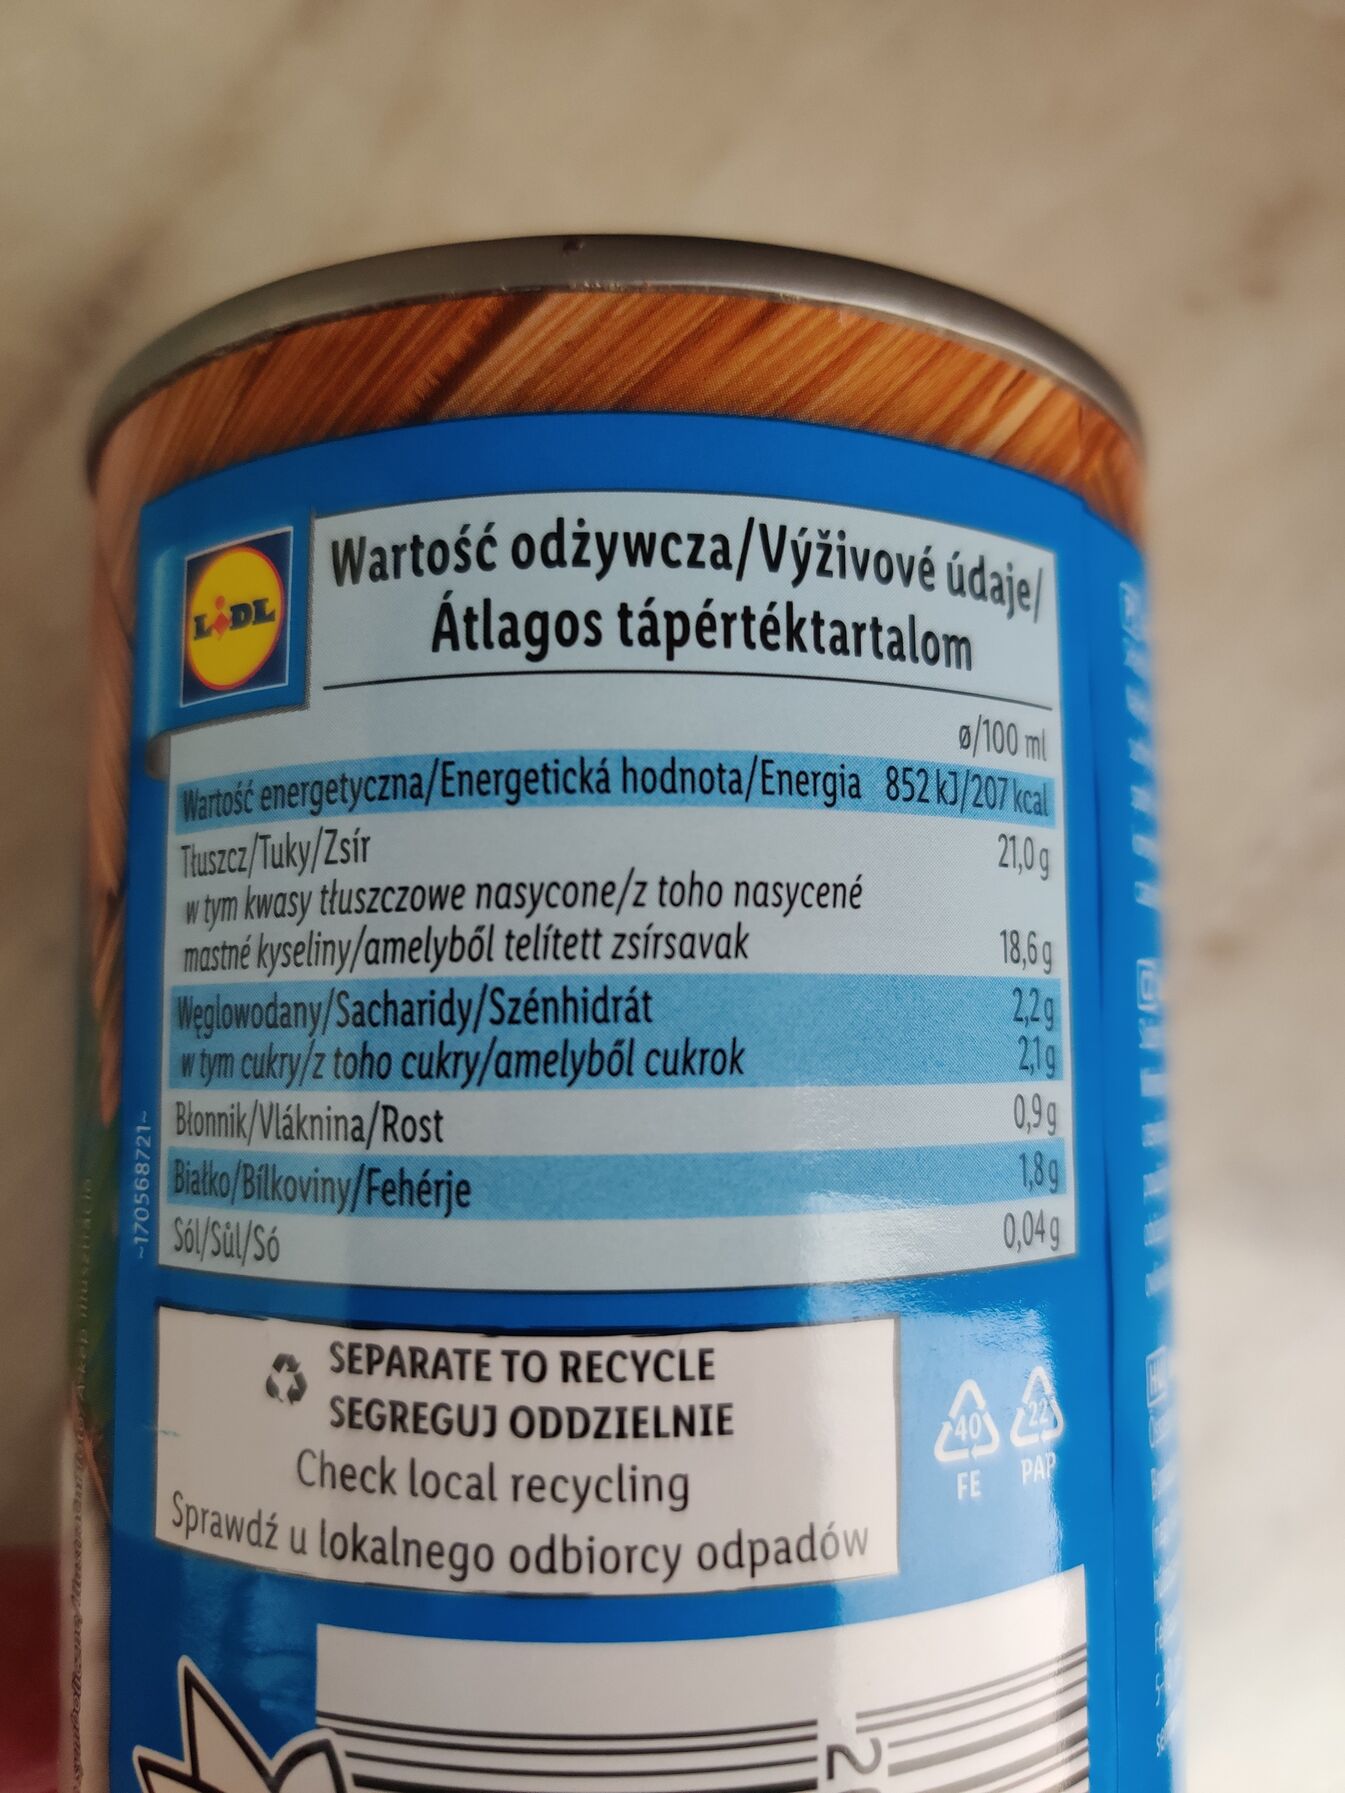 LIDL
Wartość odżywcza/Výživové údaje/
Átlagos tápértéktartalom
ø/100 ml
Wartość energetyczna/Energetická hodnota/Energia 852 kJ/207 kcal
Tłuszcz/Tuky/Zsír 21,0 g
w tym kwasy tłuszczowe nasycone/z toho nasycené
mastné kyseliny/amelyből telített zsírsavak 18,6 g
Węglowodany/Sacharidy/Szénhidrát 2,2 g
w tym cukry/z toho cukry/amelyből cukrok 2,1 g
Błonnik/Vláknina/Rost 0,9 g
Białko/Bílkoviny/Fehérje 1,8 g
Sól/Sůl/Só 0,04 g
~170568721~
SEPARATE TO RECYCLE
SEGREGUJ ODDZIELNIE
Check local recycling
Sprawdź u lokalnego odbiorcy odpadów
40
FE
22
PAP